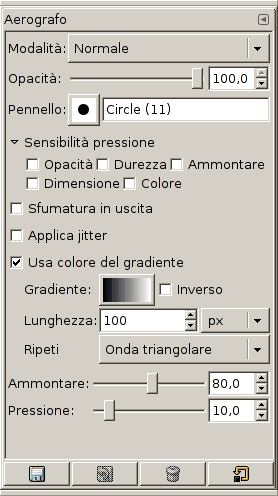 Aerografo
Modalità: Normale
Opacità: 100,0
Pennello: Circle (11)
Sensibilità pressione
Opacità Durezza Ammontare
Dimensione Colore
Sfumatura in uscita
Applica jitter
Usa colore del gradiente
Gradiente: Inverso
Lunghezza: 100 px
Ripeti Onda triangolare
Ammontare: 80,0
Pressione: 10,0